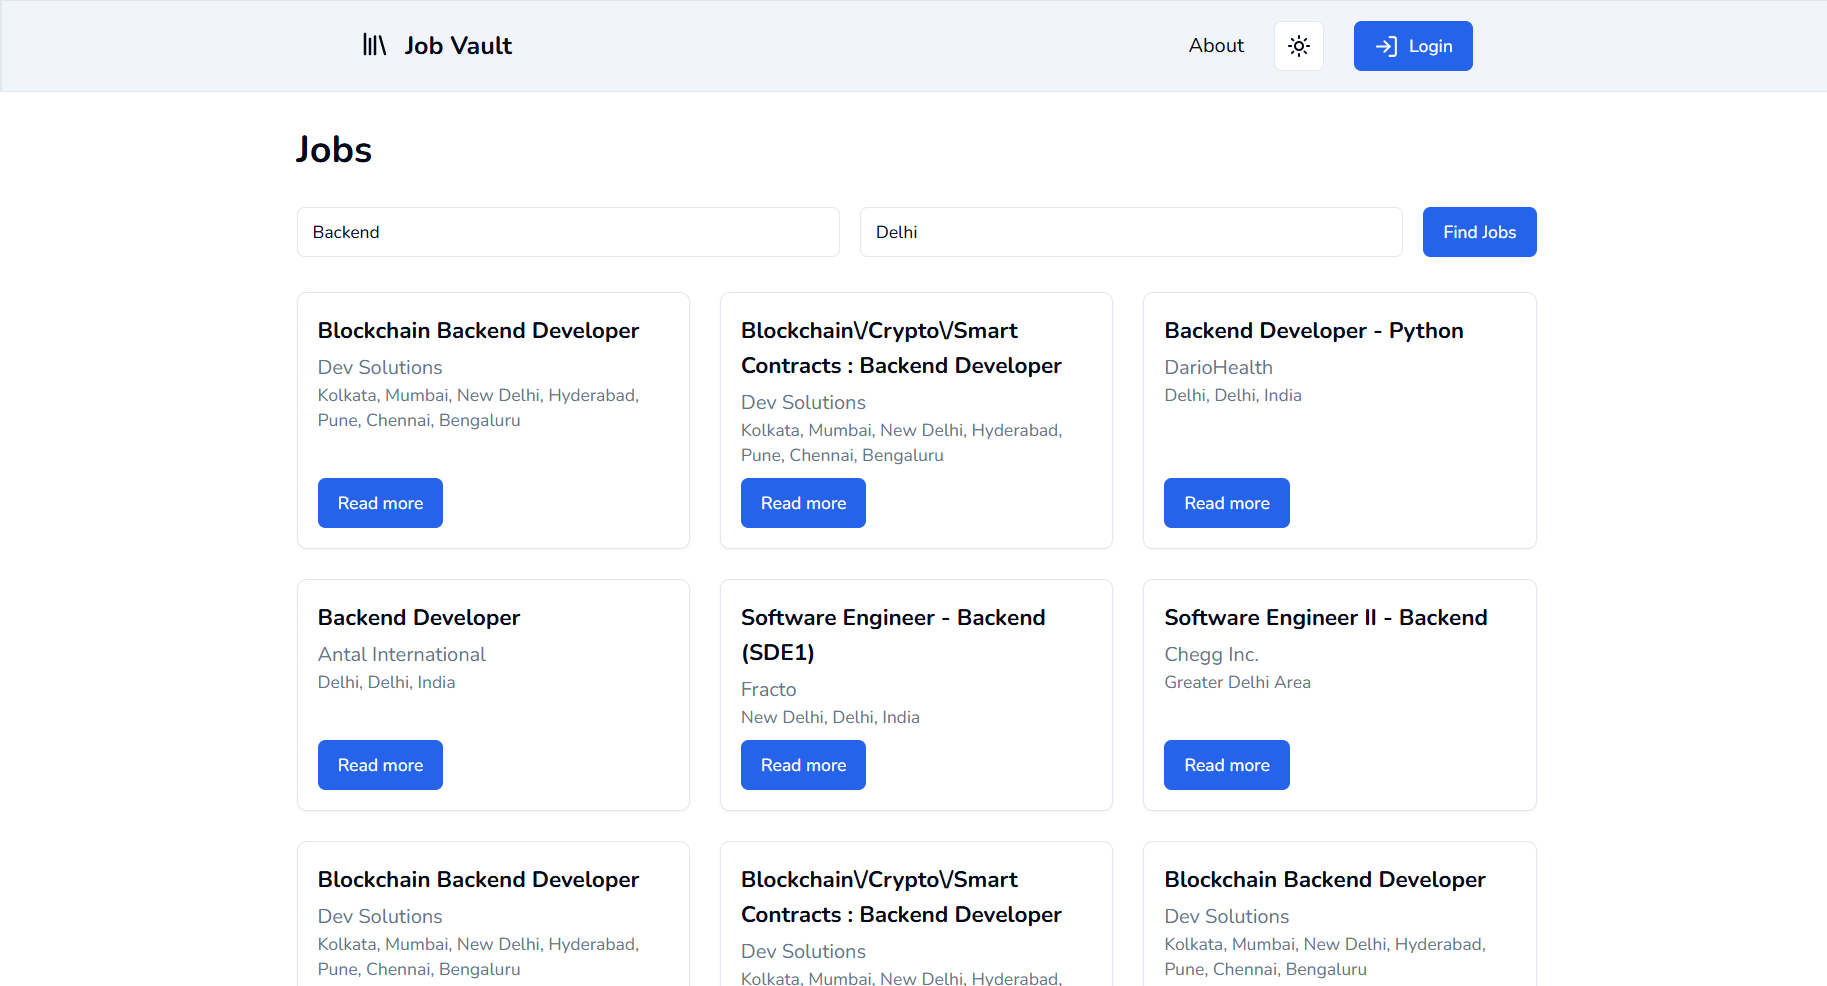 Job Vault
About
Login
Jobs
Backend
Delhi
Find Jobs
Blockchain Backend Developer
Dev Solutions
Kolkata, Mumbai, New Delhi, Hyderabad,
Pune, Chennai, Bengaluru
Read more
Blockchain\/Crypto\/Smart
Contracts : Backend Developer
Dev Solutions
Kolkata, Mumbai, New Delhi, Hyderabad,
Pune, Chennai, Bengaluru
Read more
Backend Developer - Python
DarioHealth
Delhi, Delhi, India
Read more
Backend Developer
Antal International
Delhi, Delhi, India
Read more
Software Engineer - Backend
(SDE1)
Fracto
New Delhi, Delhi, India
Read more
Software Engineer II - Backend
Chegg Inc.
Greater Delhi Area
Read more
Blockchain Backend Developer
Dev Solutions
Kolkata, Mumbai, New Delhi, Hyderabad,
Pune, Chennai, Bengaluru
Blockchain\/Crypto\/Smart
Contracts : Backend Developer
Dev Solutions
Kolkata, Mumbai, New Delhi, Hyderabad,
Blockchain Backend Developer
Dev Solutions
Kolkata, Mumbai, New Delhi, Hyderabad,
Pune, Chennai, Bengaluru